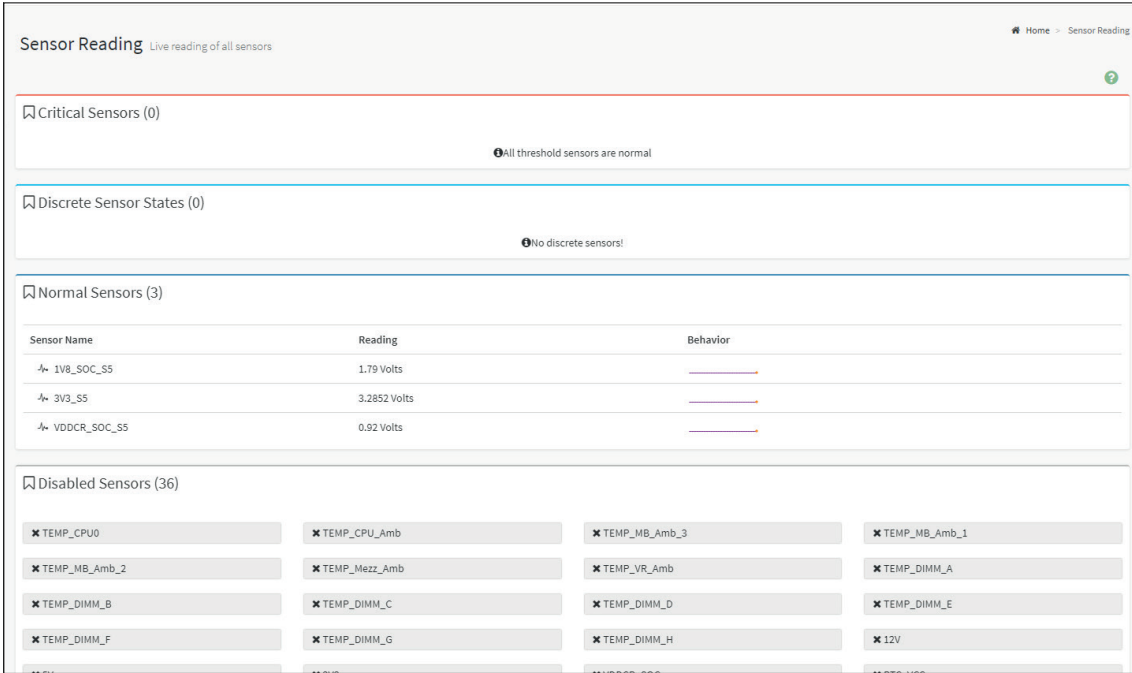 Sensor Reading Live reading of all sensors
Home > Sensor Reading
Critical Sensors (0)
All threshold sensors are normal
Discrete Sensor States (0)
No discrete sensors!
Normal Sensors (3)
Sensor Name Reading Behavior
1V8_SOC_S5 1.79 Volts
3V3_S5 3.2852 Volts
VDDCR_SOC_S5 0.92 Volts
Disabled Sensors (36)
TEMP_CPU0 TEMP_CPU_Amb TEMP_MB_Amb_3 TEMP_MB_Amb_1
TEMP_MB_Amb_2 TEMP_Mezz_Amb TEMP_VR_Amb TEMP_DIMM_A
TEMP_DIMM_B TEMP_DIMM_C TEMP_DIMM_D TEMP_DIMM_E
TEMP_DIMM_F TEMP_DIMM_G TEMP_DIMM_H 12V